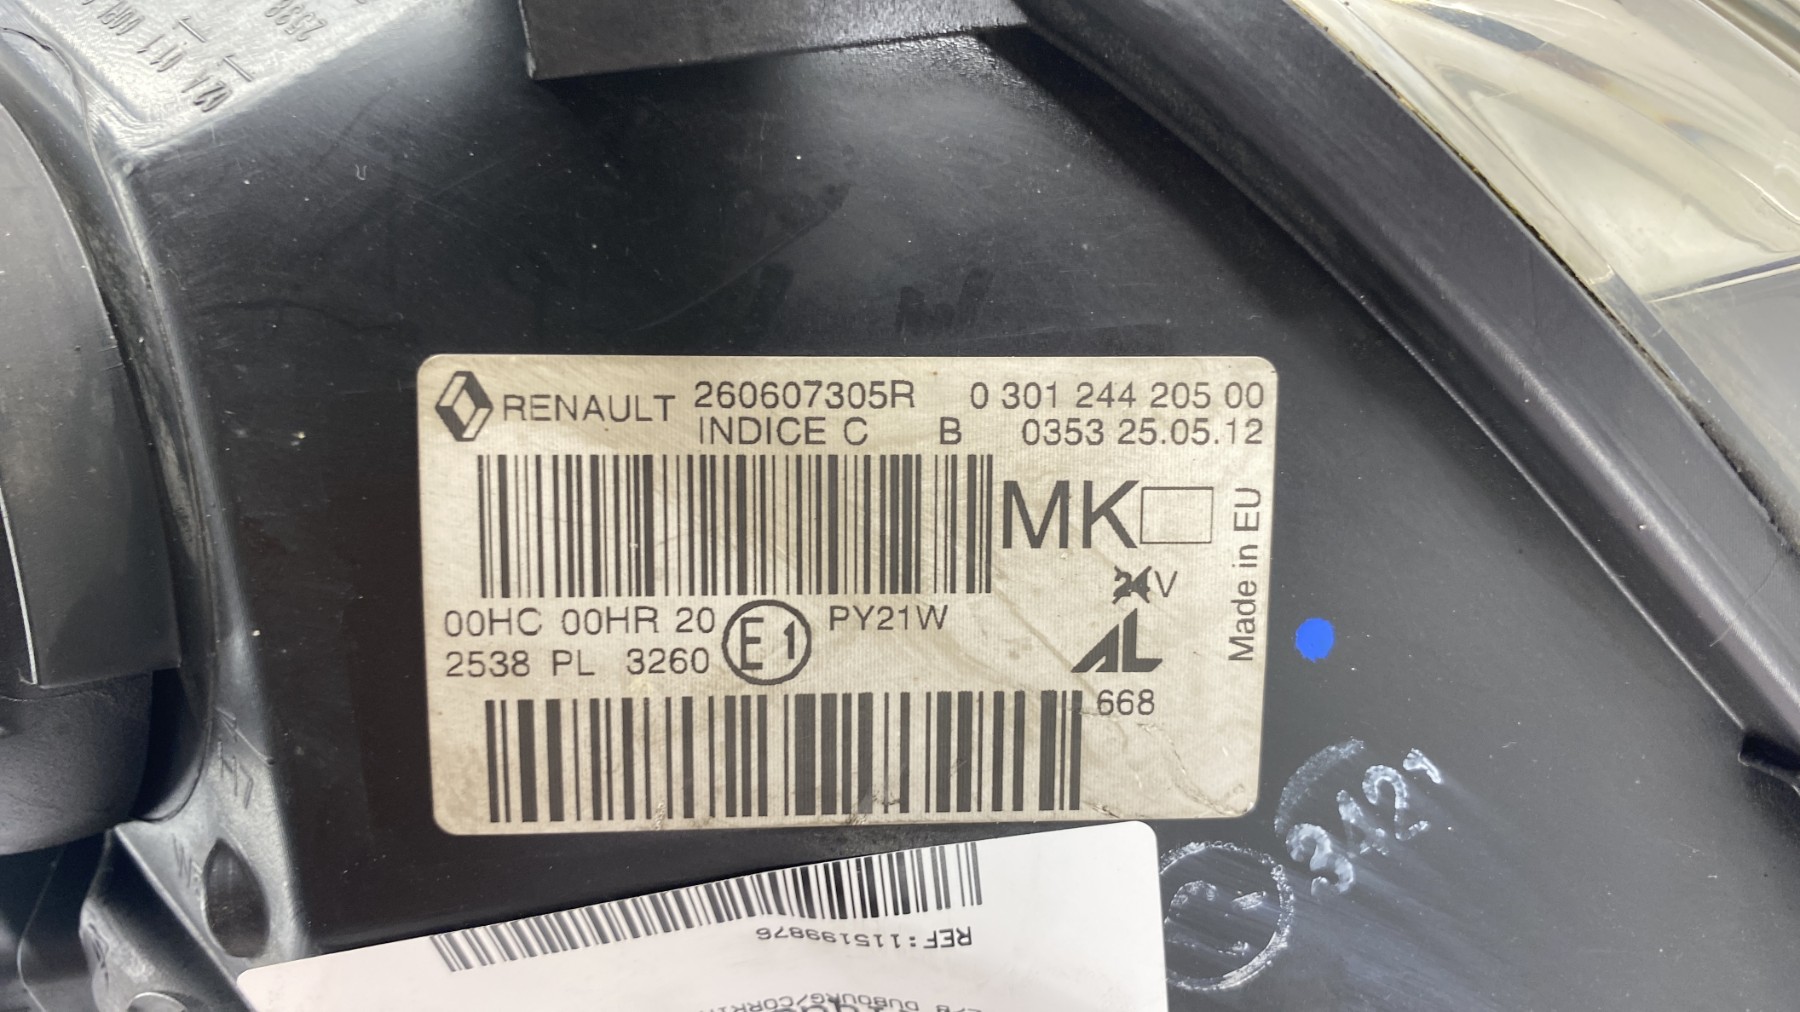 RENAULT 260607305R 0 301 244 205 00
INDICE C B 0353 25.05.12
MK
24V
Made in EU
00HC 00HR 20 E1 PY21W
2538 PL 3260
AL
668
3421
REF:115199876